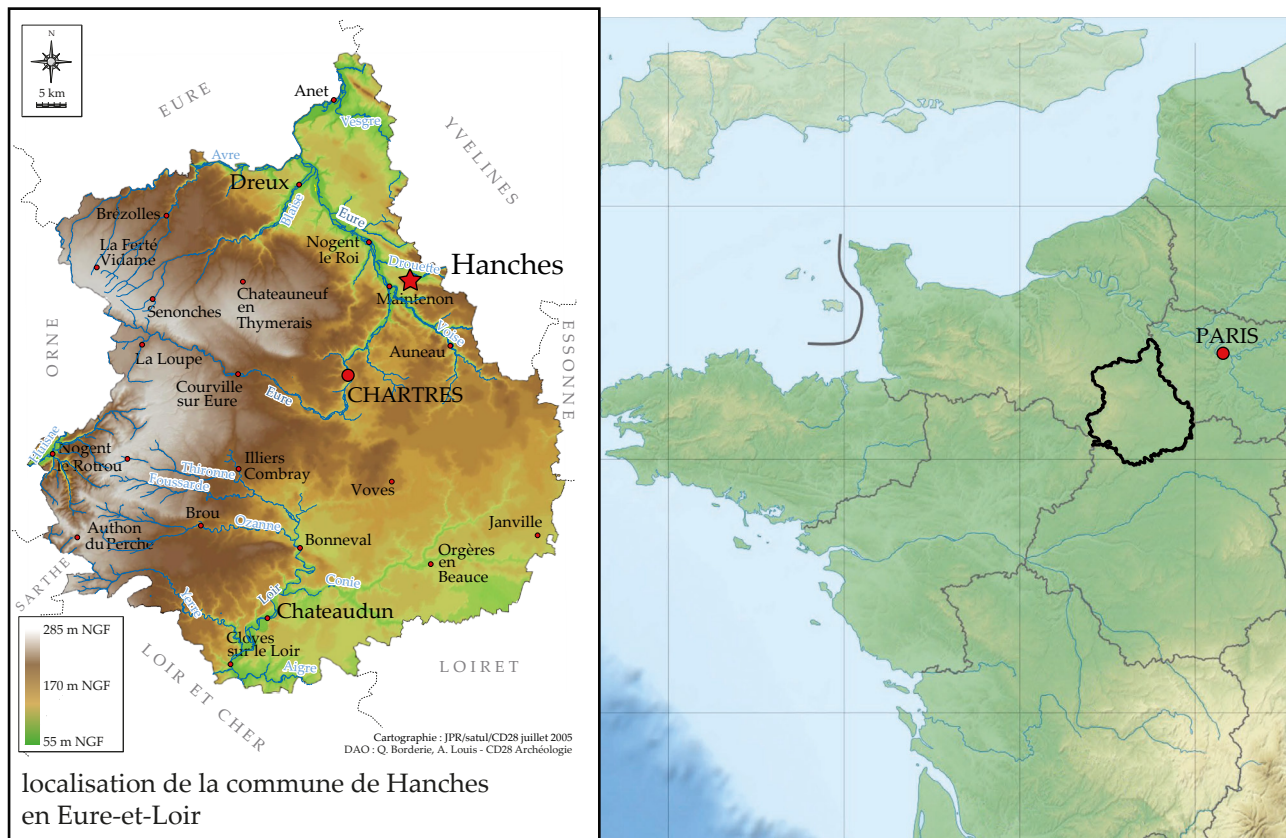 N
5 km
EURE
YVELINES
ESSONNE
ORNE
SARTHE
LOIR ET CHER
LOIRET
Anet
Vesgre
Avre
Dreux
Blaise
Eure
Brezolles
Nogent
le Roi
La Ferté
Vidame
Drouette
Hanches
Chateauneuf
en
Thymerais
Maintenon
Senonches
Voise
La Loupe
Auneau
Courville
sur Eure
Eure
CHARTRES
Huisne
Nogent
le Rotrou
Thironne
Foussarde
Illiers
Combray
Voves
Brou
Ozanne
Authon
du Perche
Janville
Bonneval
Orgères
en
Beauce
Conie
Loir
Yerre
Chateaudun
Cloyes
sur le Loir
Aigre
285 m NGF
170 m NGF
55 m NGF
Cartographie : JPR/satul/CD28 juillet 2005
DAO : Q. Borderie, A. Louis - CD28 Archéologie
localisation de la commune de Hanches
en Eure-et-Loir
PARIS